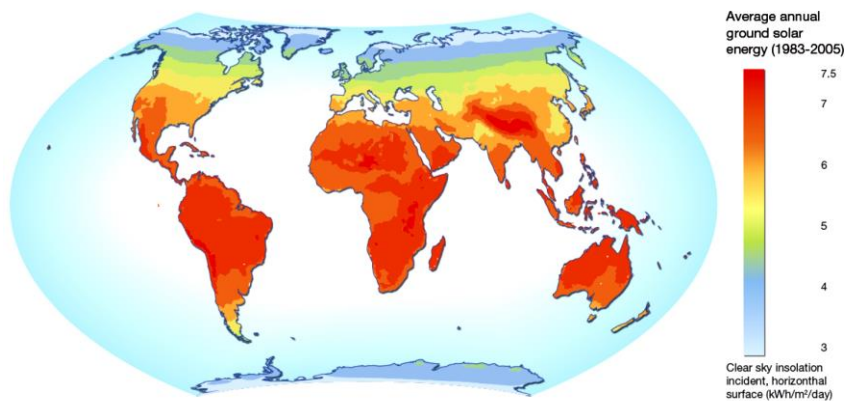 Average annual
ground solar
energy (1983-2005)
7.5
7
6
5
4
3
Clear sky insolation
incident, horizonthal
surface (kWh/m²/day)